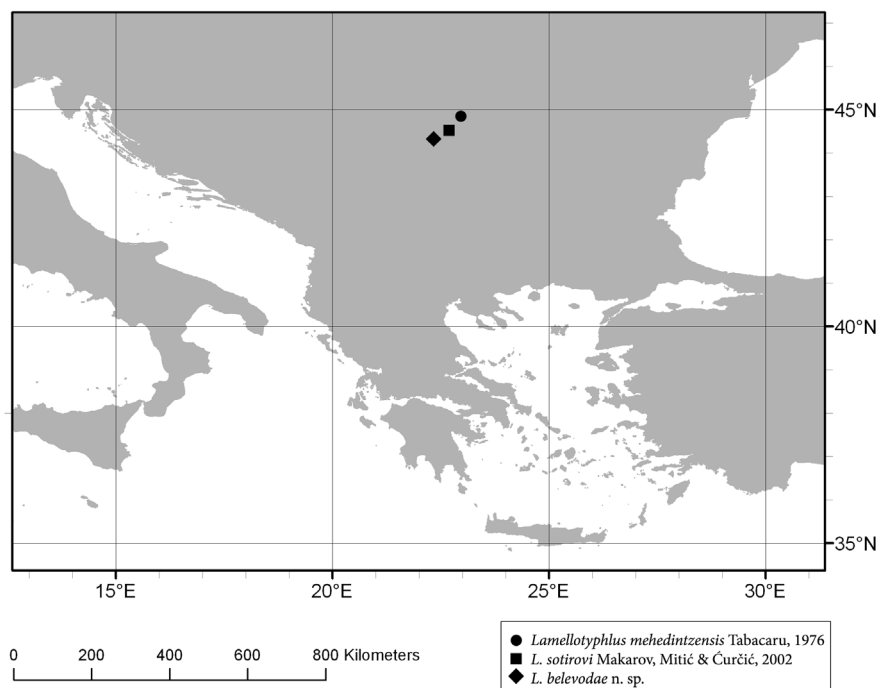 45°N
40°N
35°N
15°E 20°E 25°E 30°E
0 200 400 600 800 Kilometers
Lamellotyphlus mehedintzensis Tabacaru, 1976
L. sotirovi Makarov, Mitić & Ćurčić, 2002
L. belevodae n. sp.